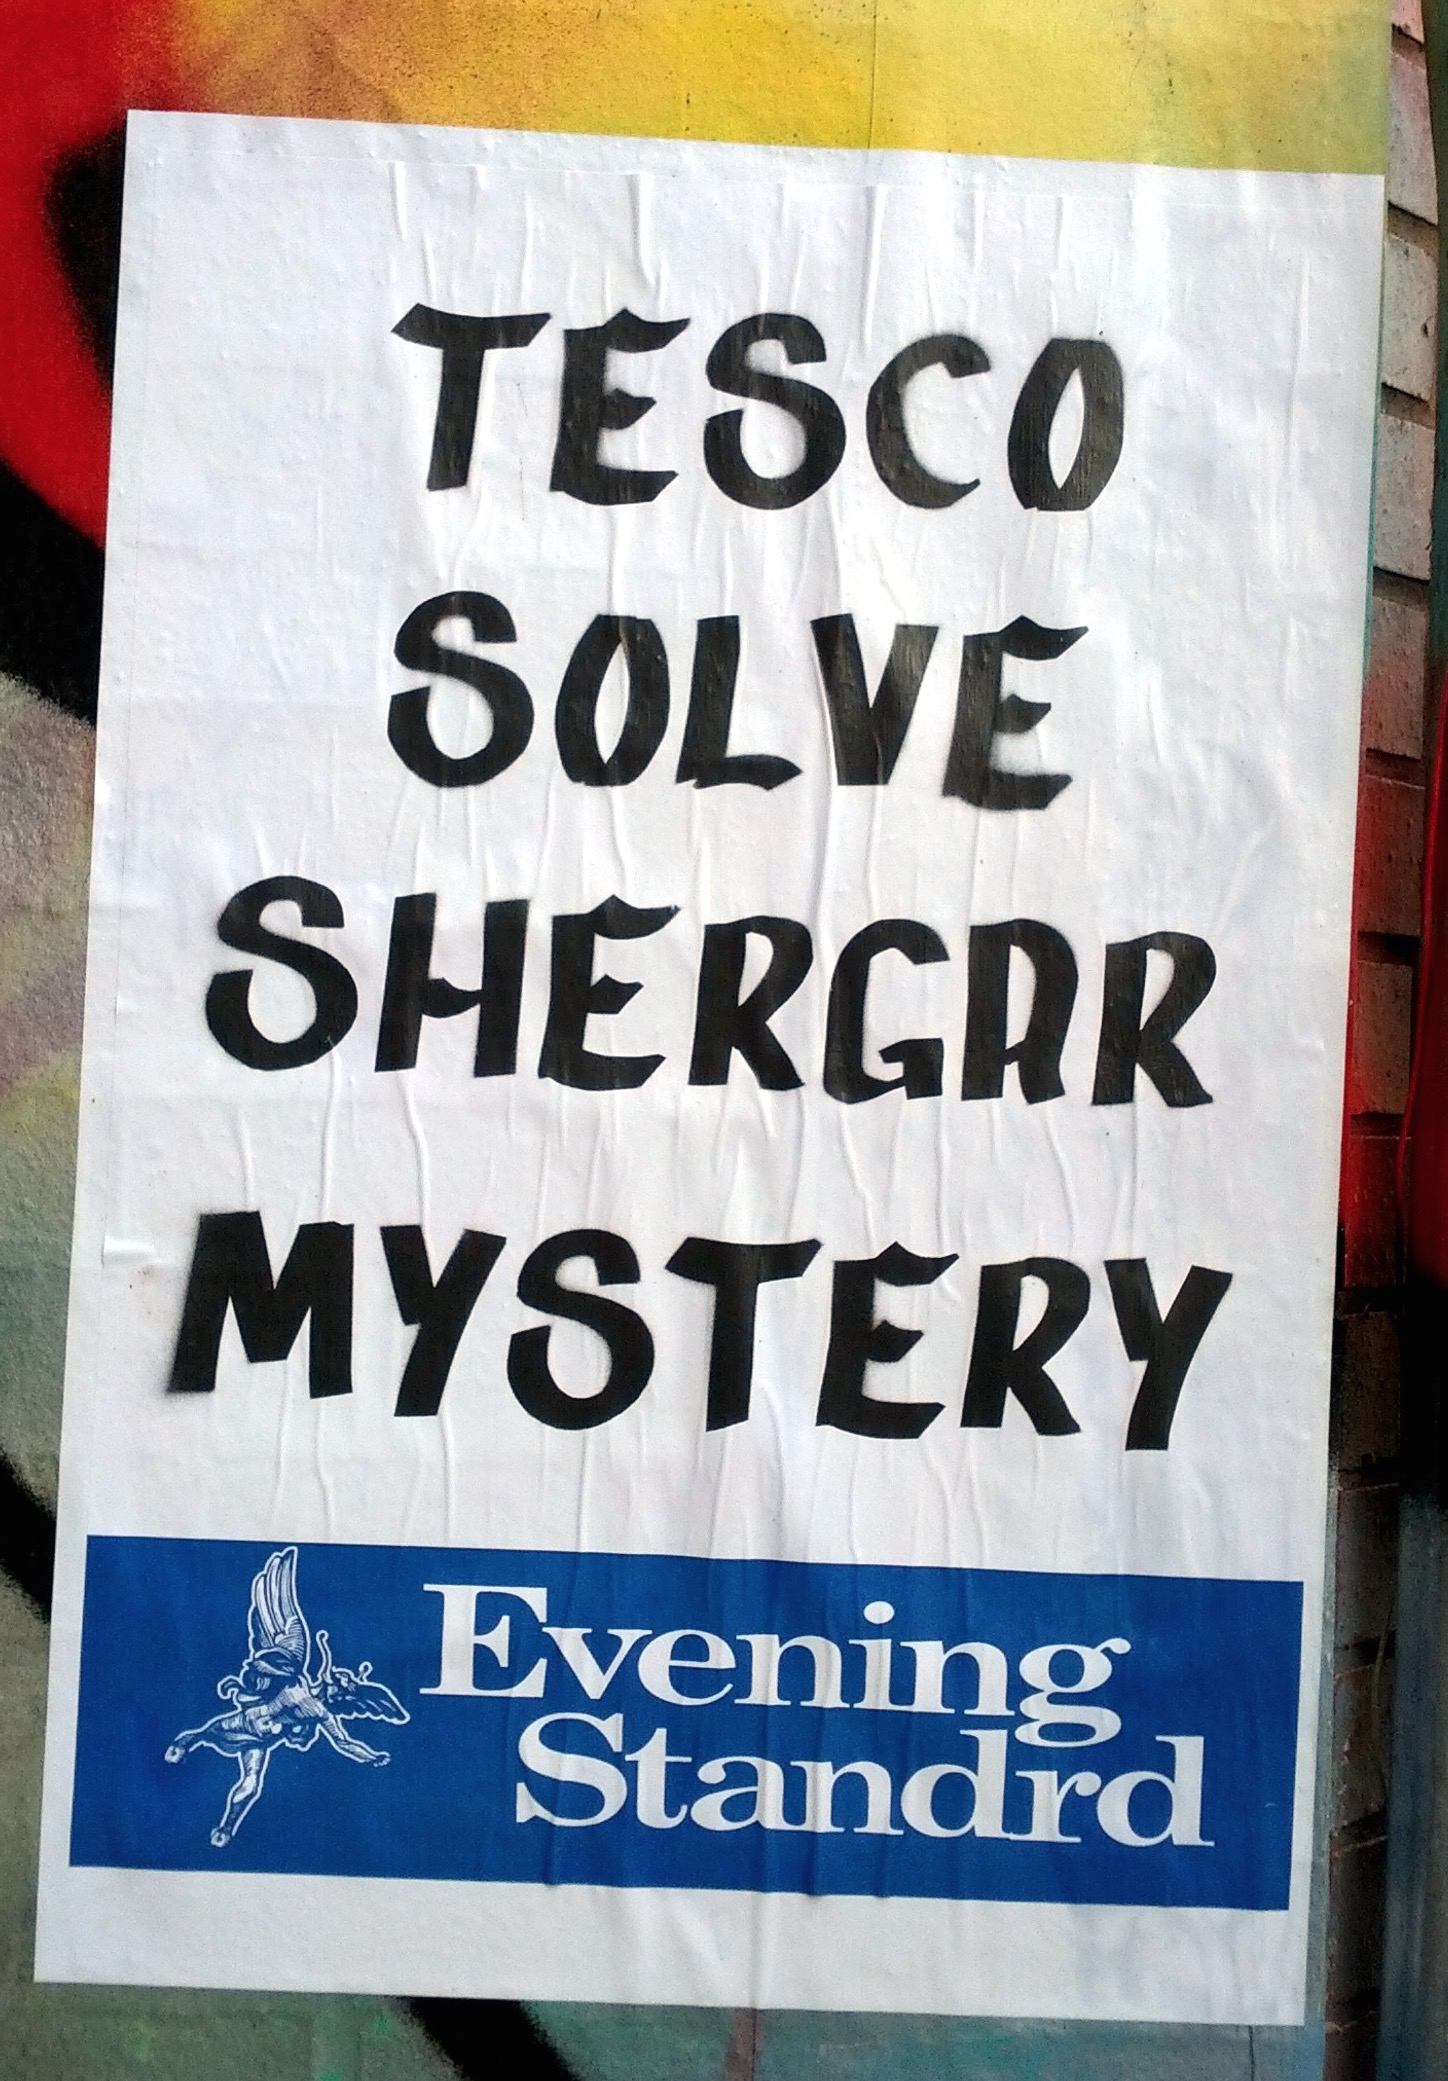 TESCO
SOLVE
SHERGAR
MYSTERY
Evening
Standrd